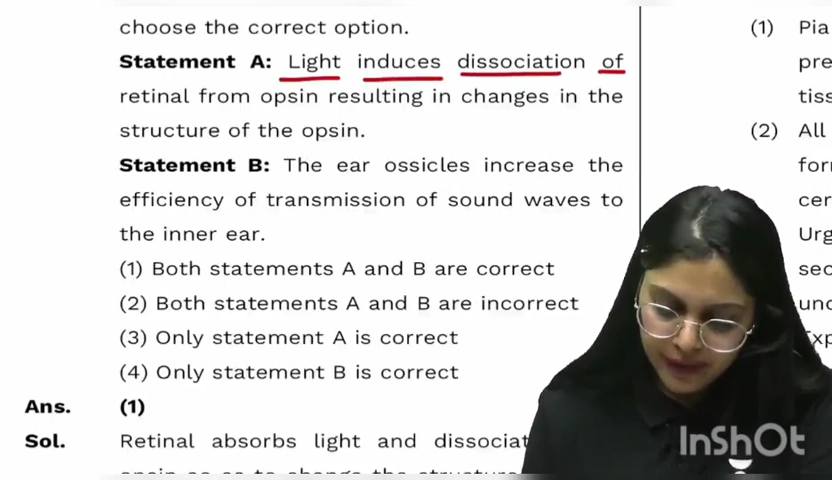 choose the correct option.
Statement A: Light induces dissociation of
retinal from opsin resulting in changes in the
structure of the opsin.
Statement B: The ear ossicles increase the
efficiency of transmission of sound waves to
the inner ear.
(1) Both statements A and B are correct
(2) Both statements A and B are incorrect
(3) Only statement A is correct
(4) Only statement B is correct
Ans. (1)
Sol. Retinal absorbs light and
(1) Pia
(2) All
InShOt